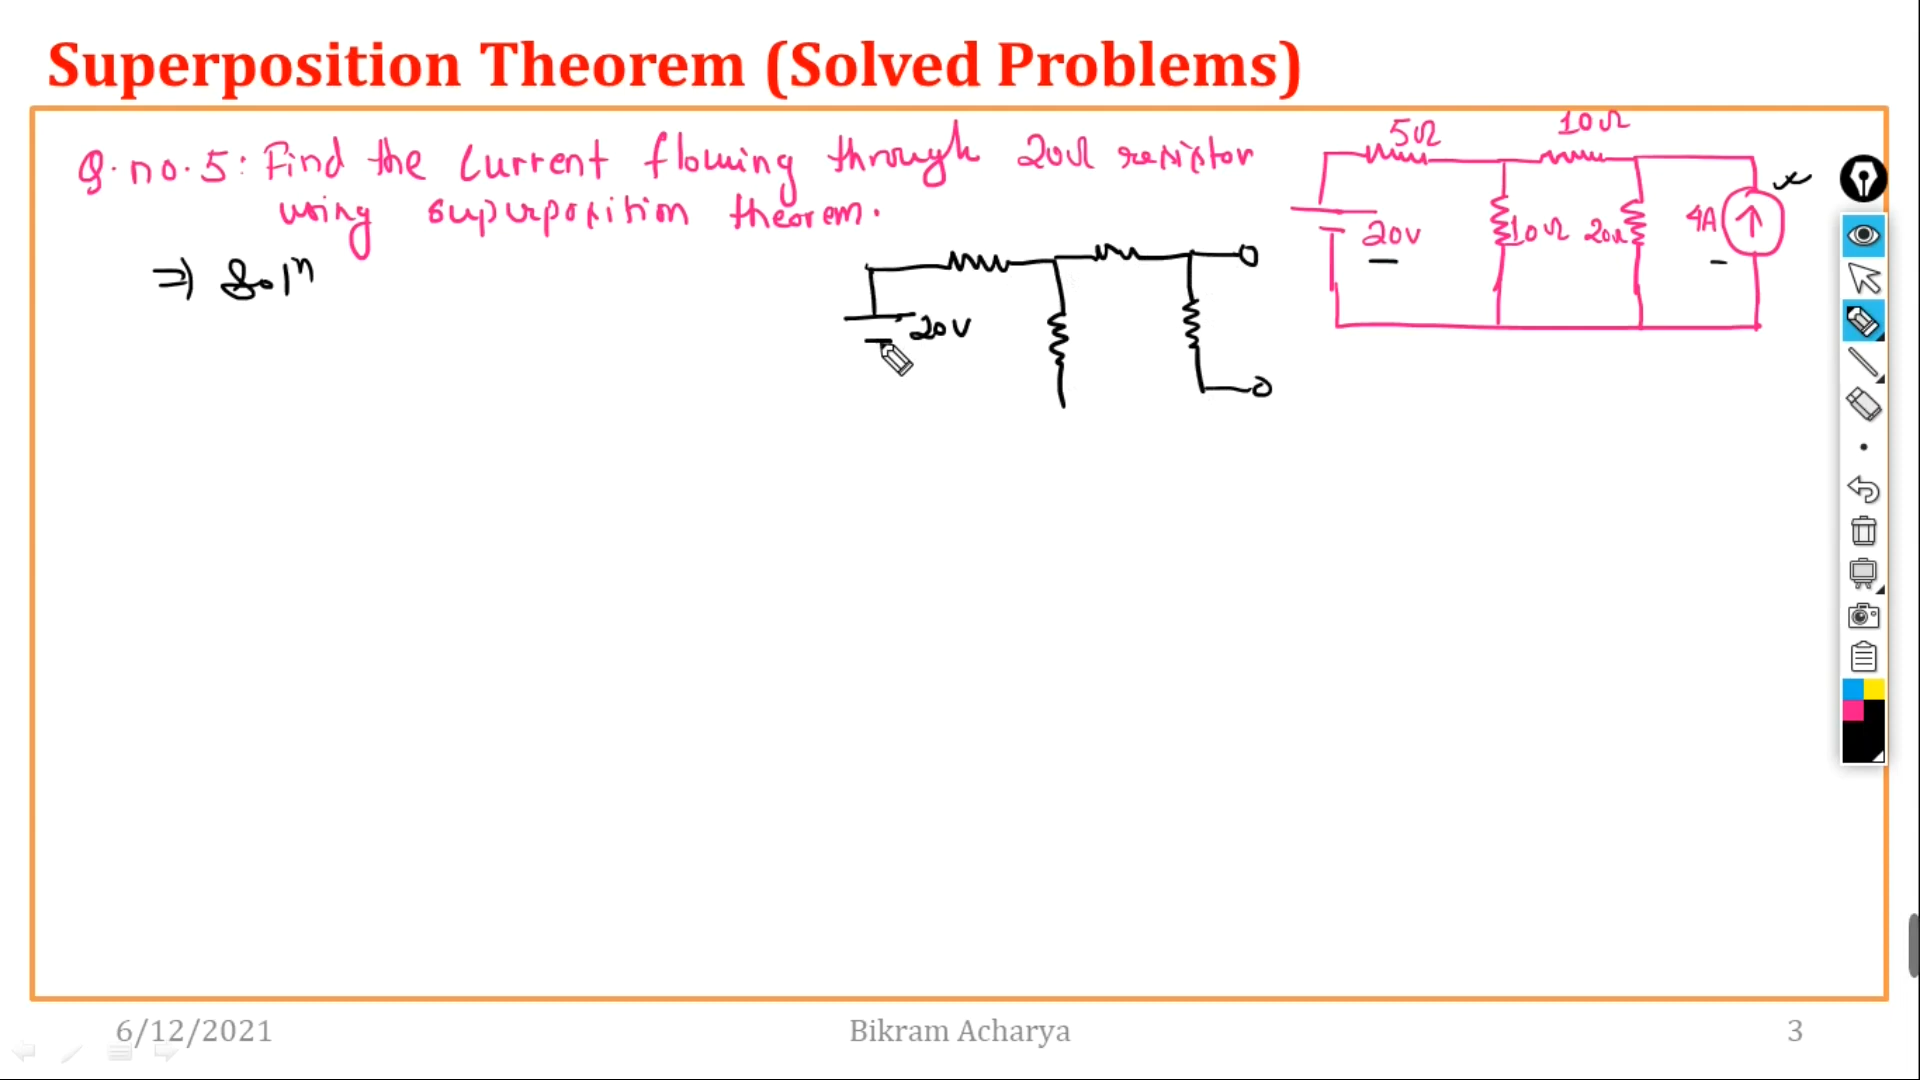 Superposition Theorem (Solved Problems)
Q.no.5: Find the current flowing through 20Ω resistor
using superposition theorem.
⇒ Solⁿ
5Ω
10Ω
20V
10Ω
20Ω
4A
20V
6/12/2021
Bikram Acharya
3